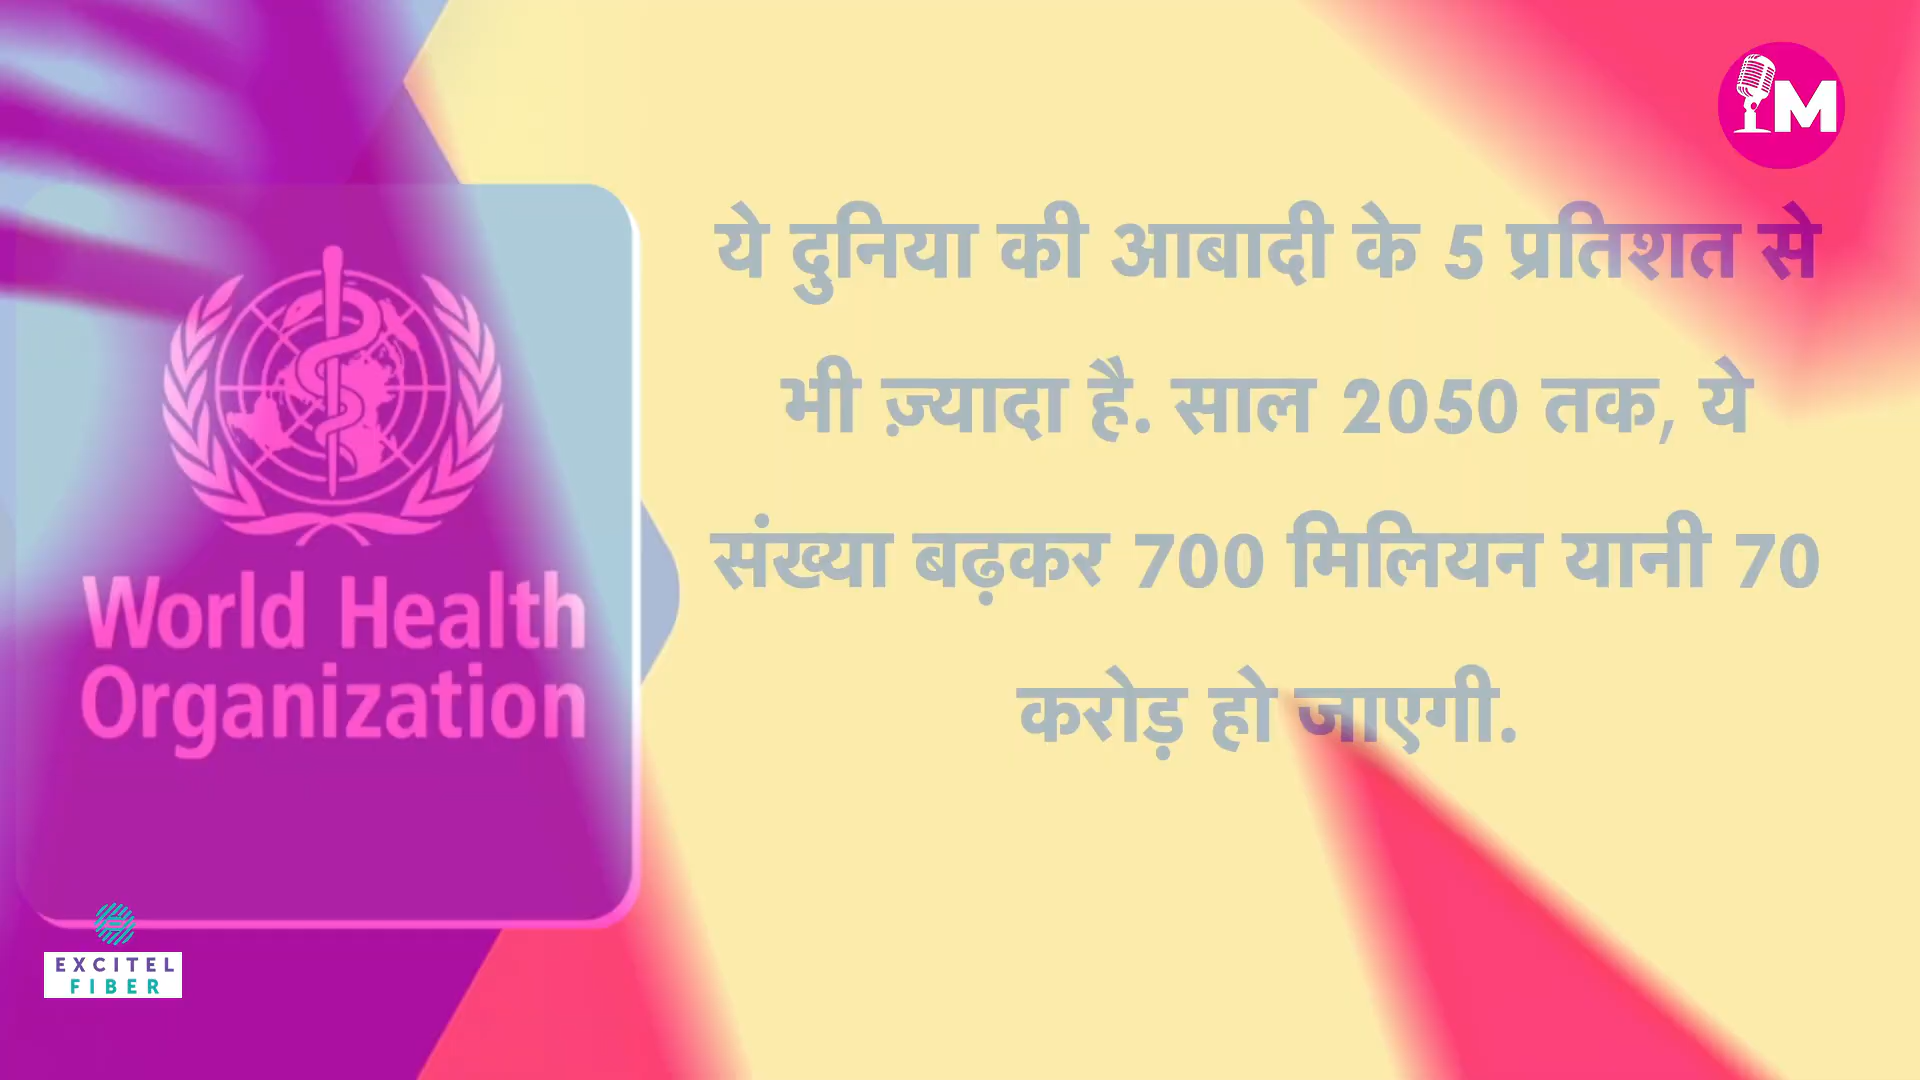 M
ये दुनिया की आबादी के 5 प्रतिशत से
भी ज़्यादा है. साल 2050 तक, ये
संख्या बढ़कर 700 मिलियन यानी 70
करोड़ हो जाएगी.
World Health
Organization
EXCITEL
FIBER